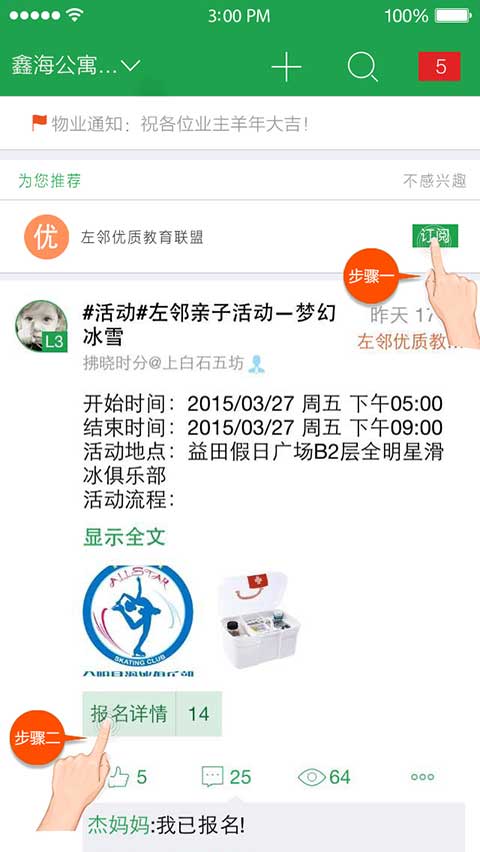 3:00 PM
100%
鑫海公寓...
5
物业通知：祝各位业主羊年大吉！
为您推荐
不感兴趣
优
左邻优质教育联盟
订阅
步骤一
#活动#左邻亲子活动—梦幻
冰雪
昨天 17
左邻优质教...
L3
拂晓时分@上白石五坊
开始时间：2015/03/27 周五 下午05:00
结束时间：2015/03/27 周五 下午09:00
活动地点：益田假日广场B2层全明星滑
冰俱乐部
活动流程：
显示全文
ALLSTAR
SKATING CLUB
报名详情 14
步骤二
5
25
64
杰妈妈:我已报名!